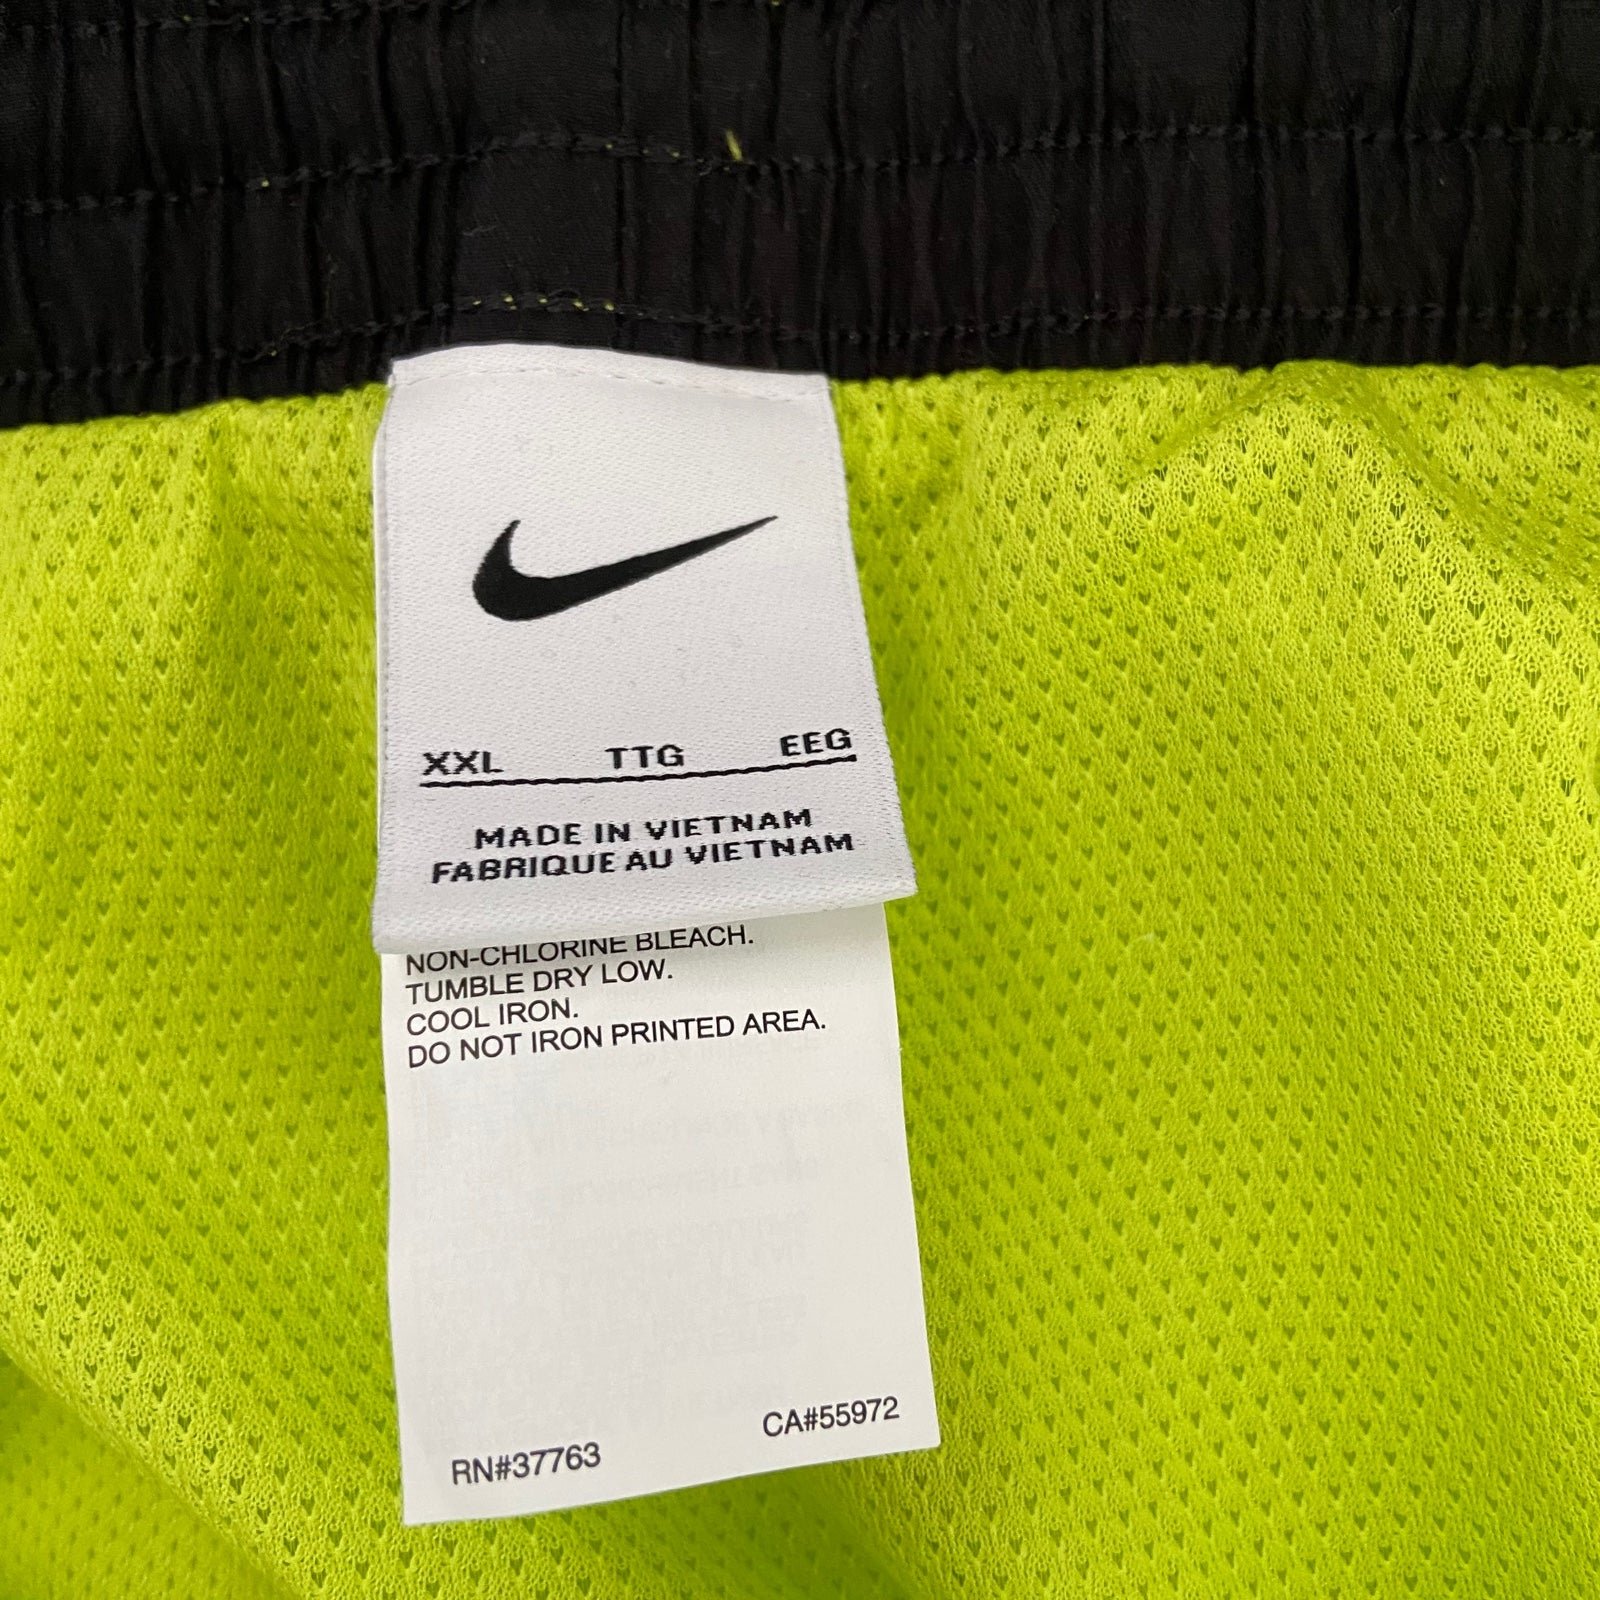 XXL TTG EEG
MADE IN VIETNAM
FABRIQUE AU VIETNAM
NON-CHLORINE BLEACH.
TUMBLE DRY LOW.
COOL IRON.
DO NOT IRON PRINTED AREA.
RN#37763 CA#55972